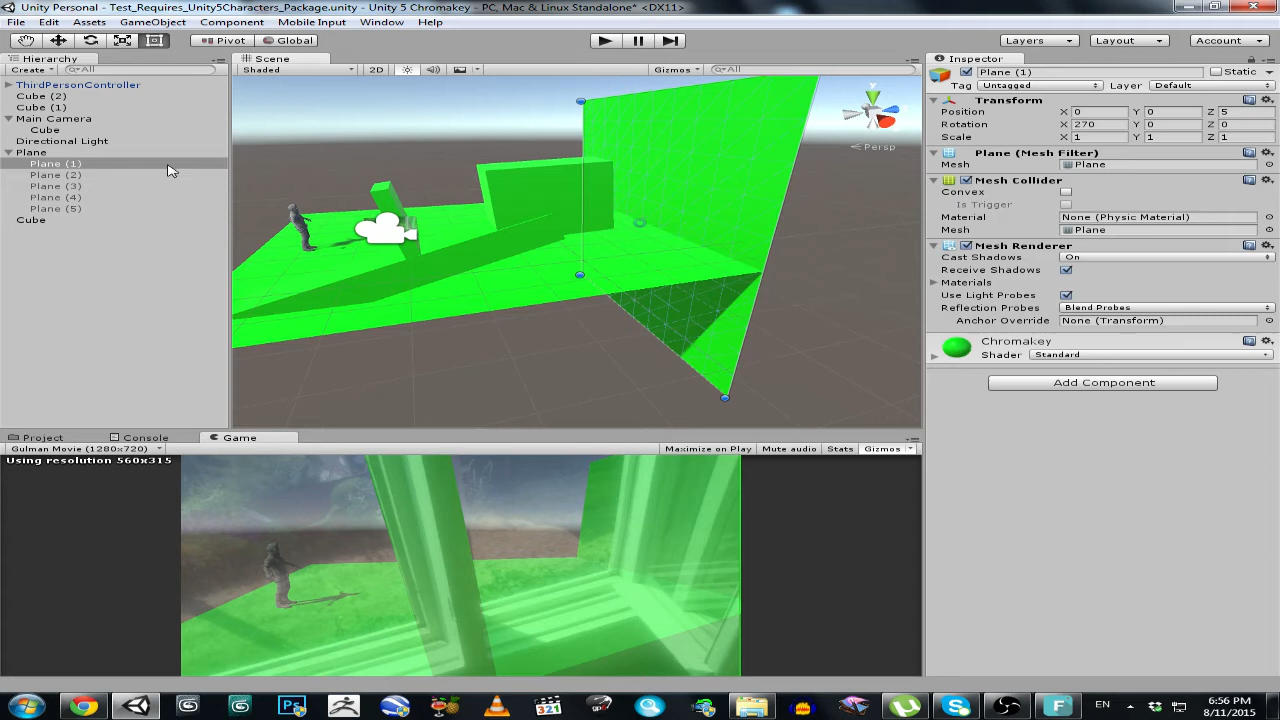 Unity Personal - Test_Requires_Unity5Characters_Package.unity - Unity 5 Chromakey - PC, Mac & Linux Standalone* <DX11>
File Edit Assets GameObject Component Mobile Input Window Help
Pivot Global Layers Layout Account
Hierarchy
Create All
ThirdPersonController
Cube (2)
Cube (1)
Main Camera
Cube
Directional Light
Plane
Plane (1)
Plane (2)
Plane (3)
Plane (4)
Plane (5)
Cube
Scene
Shaded 2D Gizmos All
y
Persp
Inspector
Plane (1) Static
Tag Untagged Layer Default
Transform
Position X 0 Y 0 Z 5
Rotation X 270 Y 0 Z 0
Scale X 1 Y 1 Z 1
Plane (Mesh Filter)
Mesh Plane
Mesh Collider
Convex
Is Trigger
Material None (Physic Material)
Mesh Plane
Mesh Renderer
Cast Shadows On
Receive Shadows
Materials
Use Light Probes
Reflection Probes Blend Probes
Anchor Override None (Transform)
Chromakey
Shader Standard
Add Component
Project Console Game
Gulman Movie (1280x720) Maximize on Play Mute audio Stats Gizmos
Using resolution 560x315
Ps 321 F EN 6:56 PM
8/11/2015